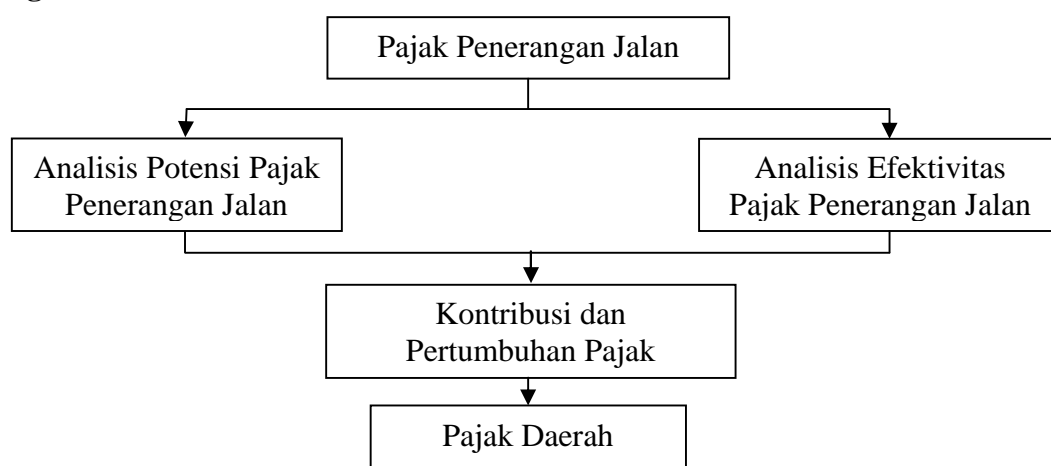 Pajak Penerangan Jalan
Analisis Potensi Pajak
Penerangan Jalan
Analisis Efektivitas
Pajak Penerangan Jalan
Kontribusi dan
Pertumbuhan Pajak
Pajak Daerah